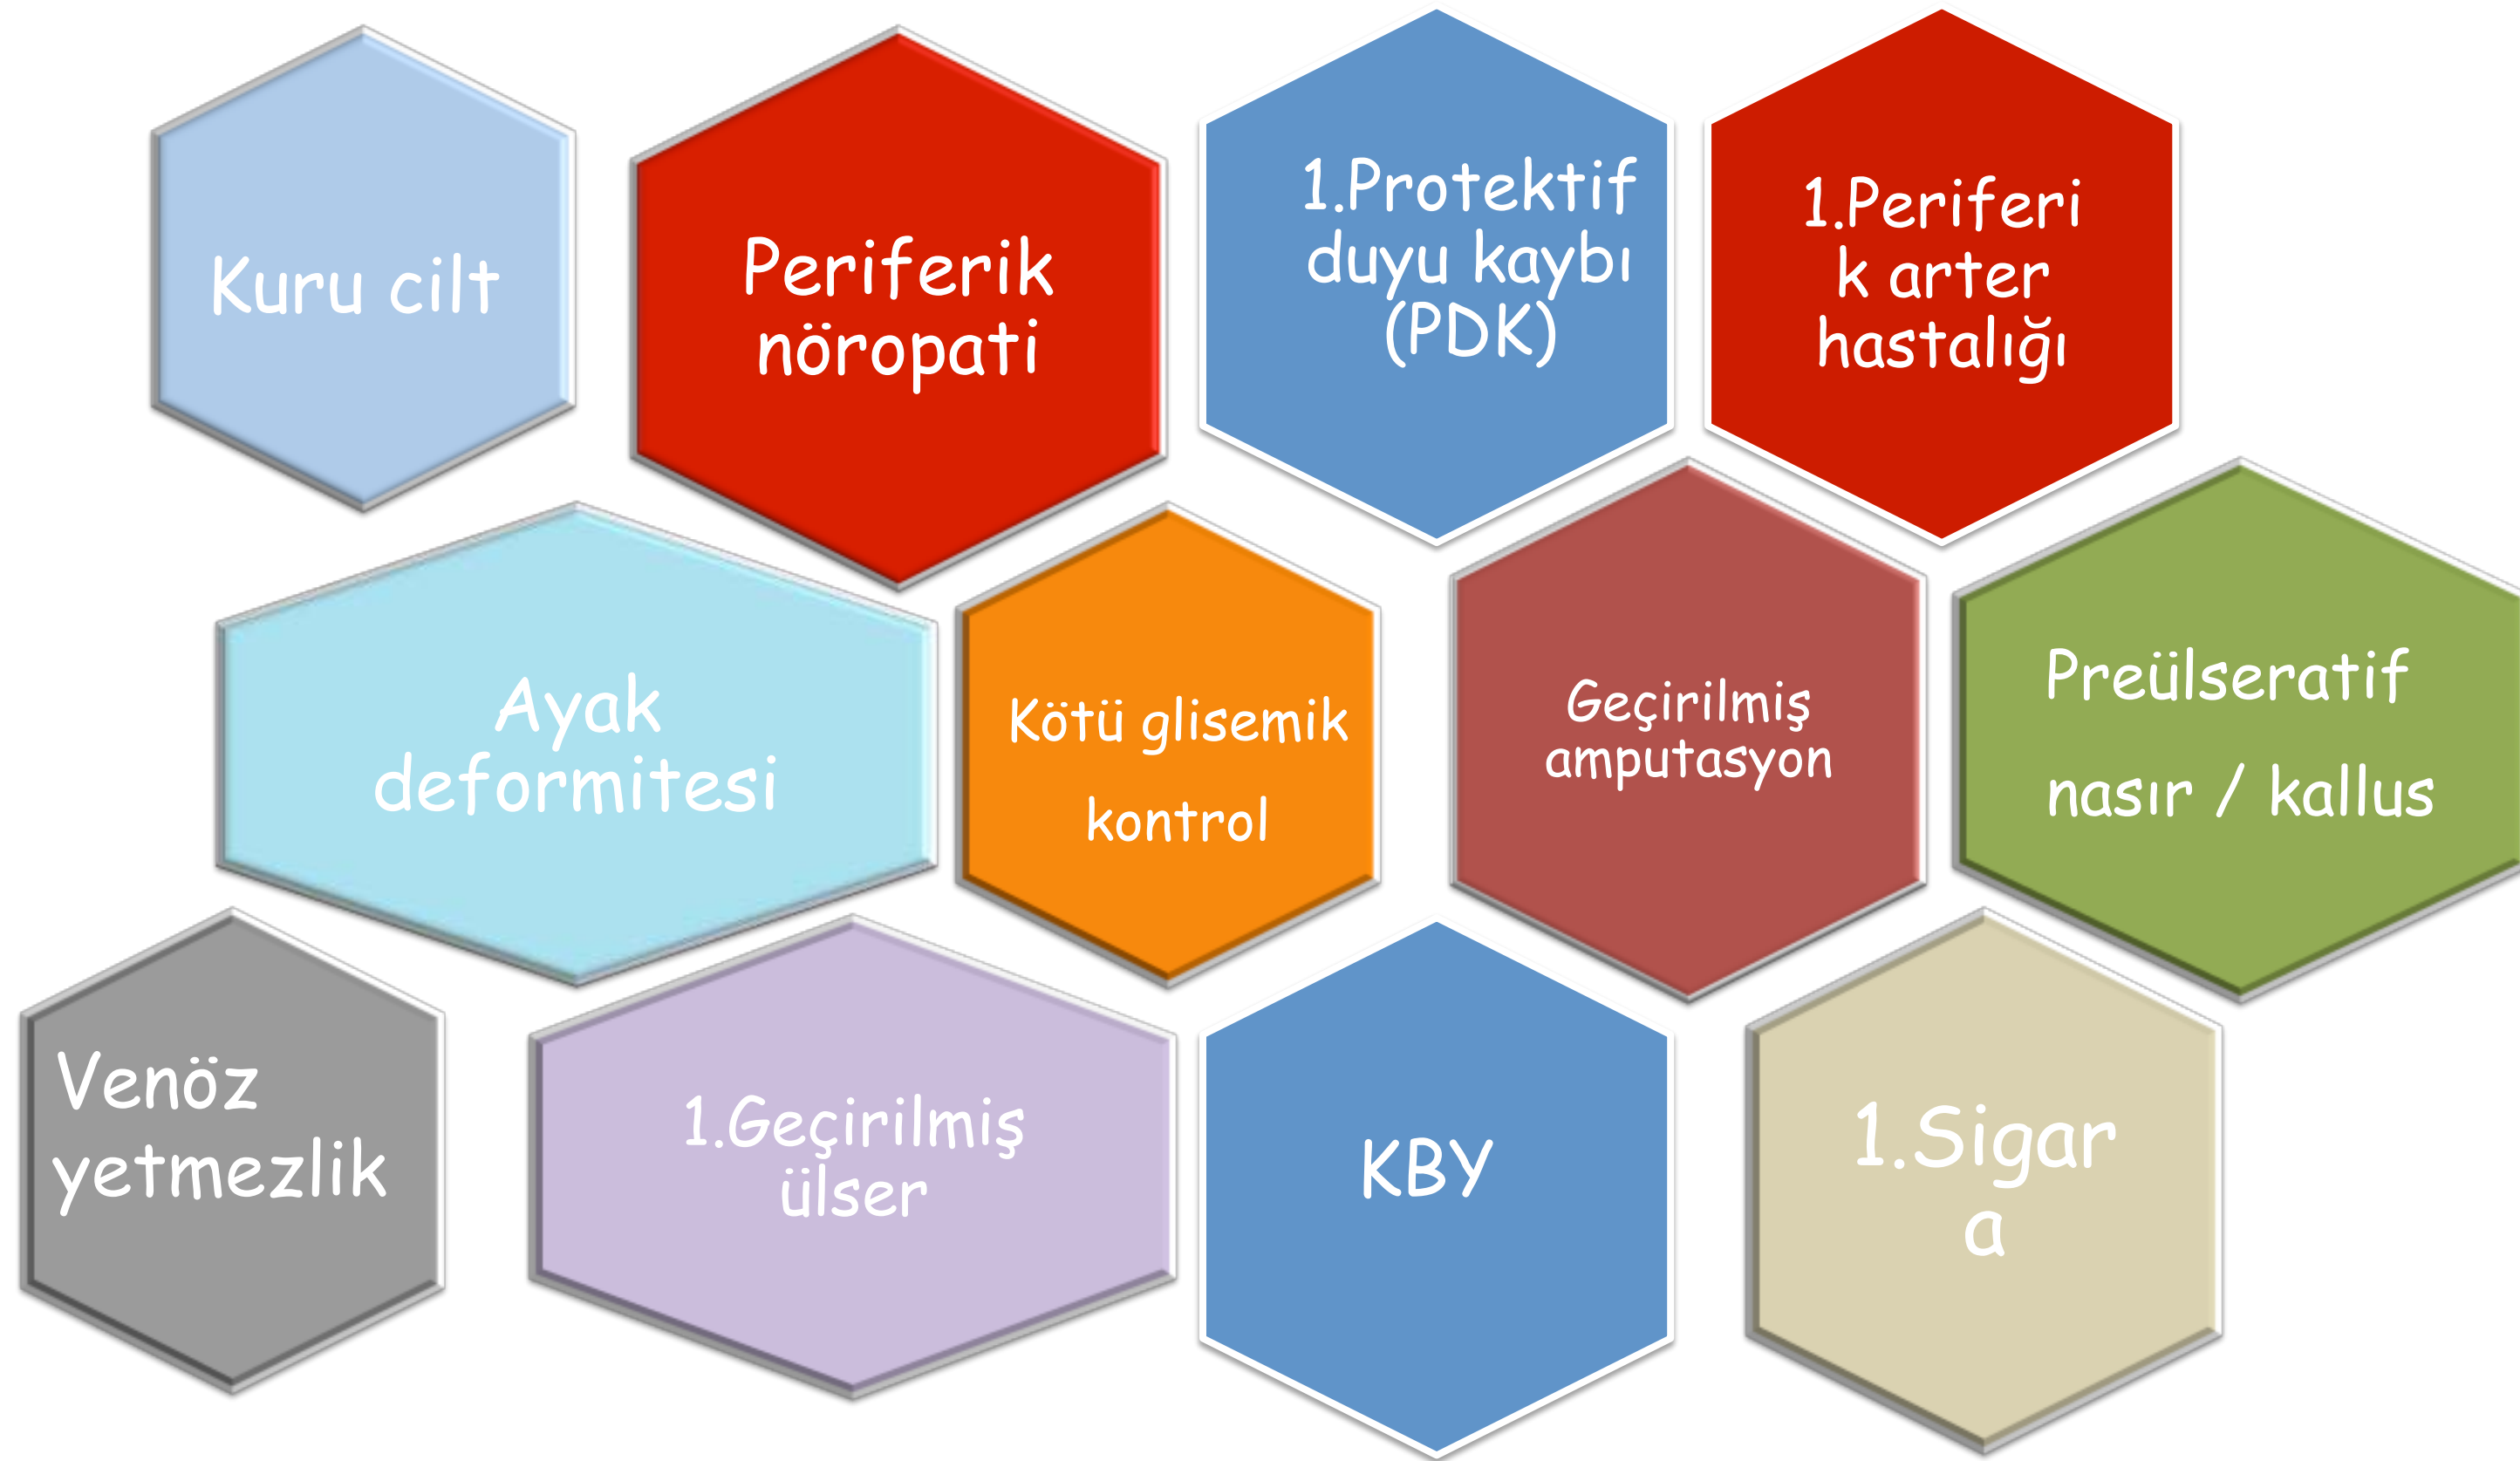 Kuru cilt
Periferik
nöropati
1.Protektif
duyu kaybı
(PDK)
1.Periferi
k arter
hastalığı
Ayak
deformitesi
Kötü glisemik
kontrol
Geçirilmiş
amputasyon
Preülseratif
nasır / kallus
Venöz
yetmezlik
1.Geçirilmiş
ülser
KBY
1.Sigar
a